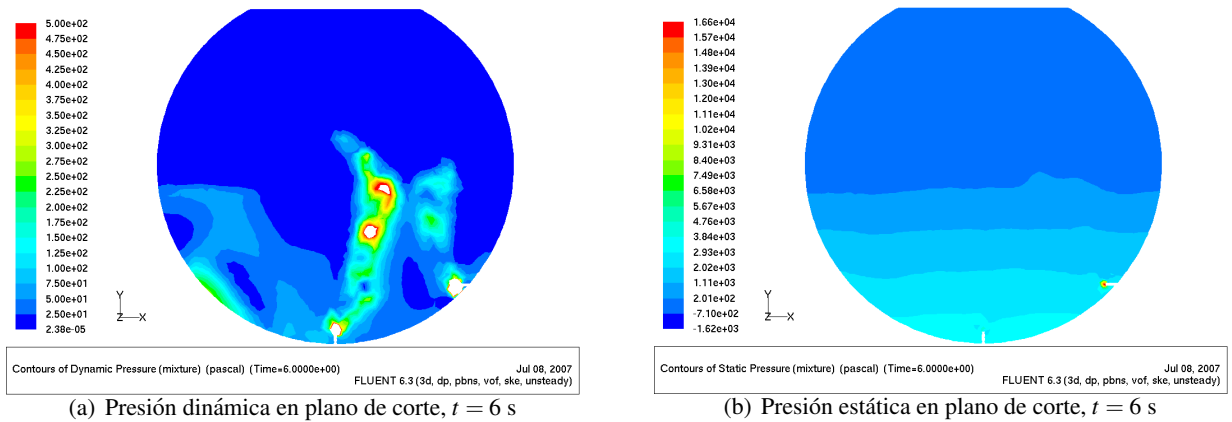 5.00e+02
4.75e+02
4.50e+02
4.25e+02
4.00e+02
3.75e+02
3.50e+02
3.25e+02
3.00e+02
2.75e+02
2.50e+02
2.25e+02
2.00e+02
1.75e+02
1.50e+02
1.25e+02
1.00e+02
7.50e+01
5.00e+01
2.50e+01
2.38e-05
Y
Z X
Contours of Dynamic Pressure (mixture) (pascal) (Time=6.0000e+00)
Jul 08, 2007
FLUENT 6.3 (3d, dp, pbns, vof, ske, unsteady)
(a) Presión dinámica en plano de corte, t = 6 s
1.66e+04
1.57e+04
1.48e+04
1.39e+04
1.30e+04
1.20e+04
1.11e+04
1.02e+04
9.31e+03
8.40e+03
7.49e+03
6.58e+03
5.67e+03
4.76e+03
3.84e+03
2.93e+03
2.02e+03
1.11e+03
2.01e+02
-7.10e+02
-1.62e+03
Y
Z X
Contours of Static Pressure (mixture) (pascal) (Time=6.0000e+00)
Jul 08, 2007
FLUENT 6.3 (3d, dp, pbns, vof, ske, unsteady)
(b) Presión estática en plano de corte, t = 6 s